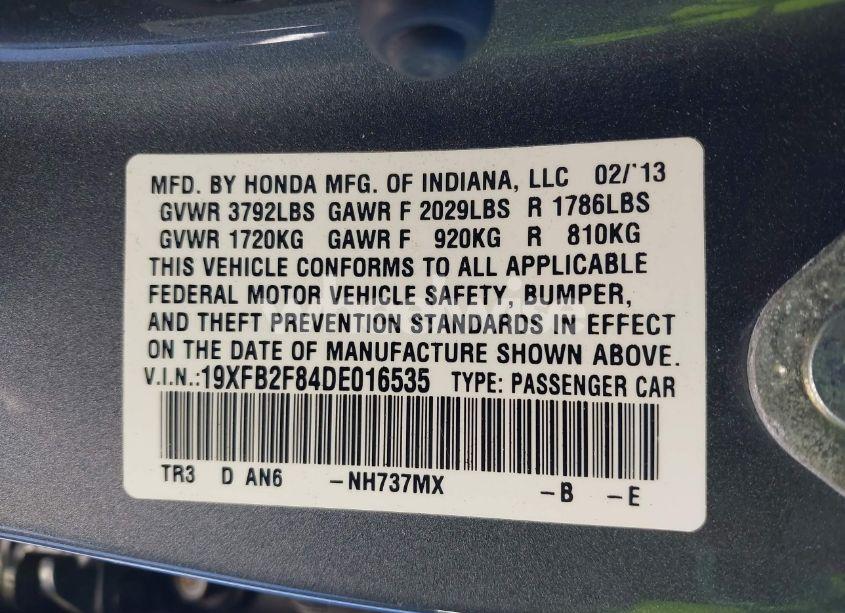 MFD. BY HONDA MFG. OF INDIANA, LLC 02/'13
GVWR 3792LBS GAWR F 2029LBS R 1786LBS
GVWR 1720KG GAWR F 920KG R 810KG
THIS VEHICLE CONFORMS TO ALL APPLICABLE
FEDERAL MOTOR VEHICLE SAFETY, BUMPER,
AND THEFT PREVENTION STANDARDS IN EFFECT
ON THE DATE OF MANUFACTURE SHOWN ABOVE.
V.I.N.:19XFB2F84DE016535 TYPE: PASSENGER CAR
TR3 D AN6 -NH737MX -B -E